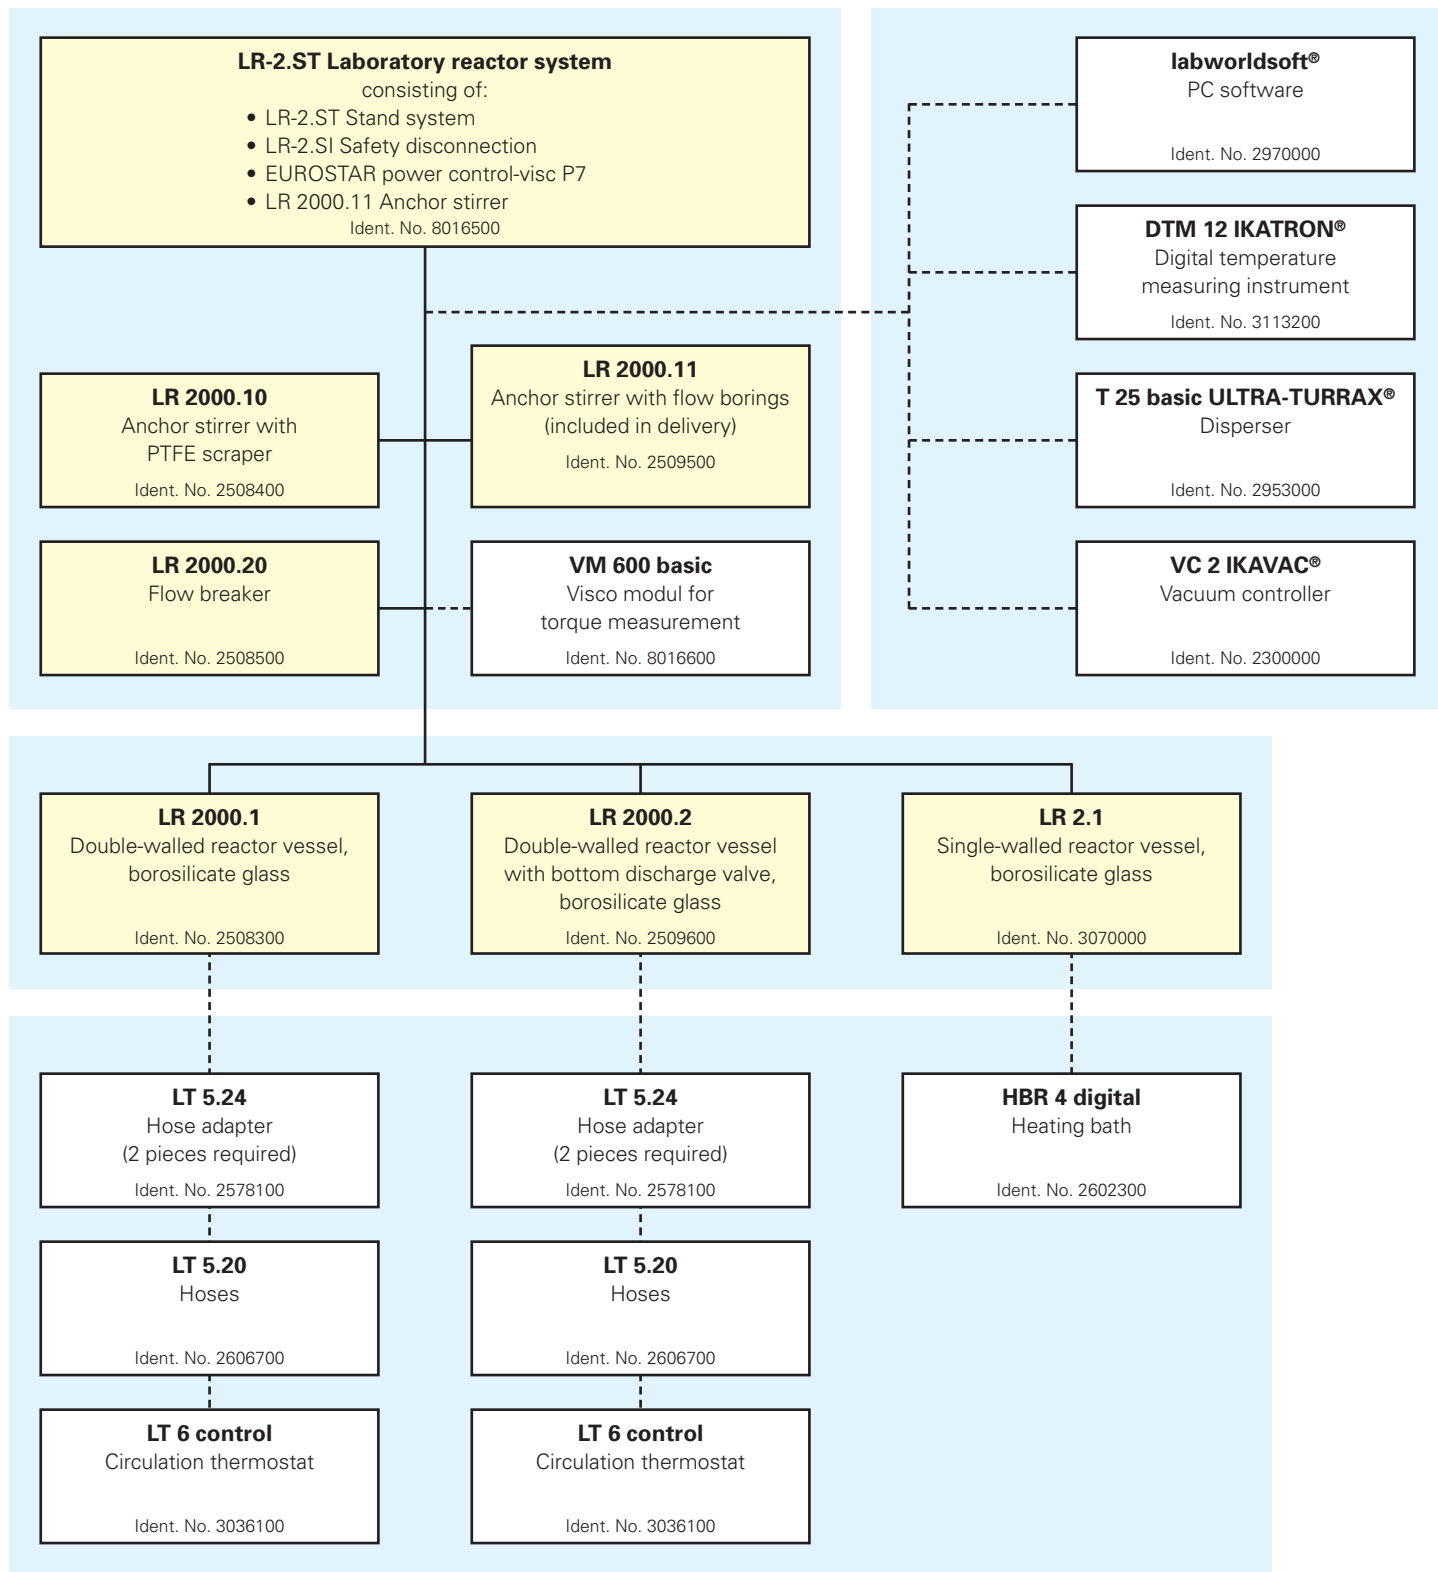 LR-2.ST Laboratory reactor system
consisting of:
• LR-2.ST Stand system
• LR-2.SI Safety disconnection
• EUROSTAR power control-visc P7
• LR 2000.11 Anchor stirrer
Ident. No. 8016500
labworldsoft®
PC software
Ident. No. 2970000
DTM 12 IKATRON®
Digital temperature
measuring instrument
Ident. No. 3113200
LR 2000.10
Anchor stirrer with
PTFE scraper
Ident. No. 2508400
LR 2000.11
Anchor stirrer with flow borings
(included in delivery)
Ident. No. 2509500
T 25 basic ULTRA-TURRAX®
Disperser
Ident. No. 2953000
LR 2000.20
Flow breaker
Ident. No. 2508500
VM 600 basic
Visco modul for
torque measurement
Ident. No. 8016600
VC 2 IKAVAC®
Vacuum controller
Ident. No. 2300000
LR 2000.1
Double-walled reactor vessel,
borosilicate glass
Ident. No. 2508300
LR 2000.2
Double-walled reactor vessel
with bottom discharge valve,
borosilicate glass
Ident. No. 2509600
LR 2.1
Single-walled reactor vessel,
borosilicate glass
Ident. No. 3070000
LT 5.24
Hose adapter
(2 pieces required)
Ident. No. 2578100
LT 5.24
Hose adapter
(2 pieces required)
Ident. No. 2578100
HBR 4 digital
Heating bath
Ident. No. 2602300
LT 5.20
Hoses
Ident. No. 2606700
LT 5.20
Hoses
Ident. No. 2606700
LT 6 control
Circulation thermostat
Ident. No. 3036100
LT 6 control
Circulation thermostat
Ident. No. 3036100